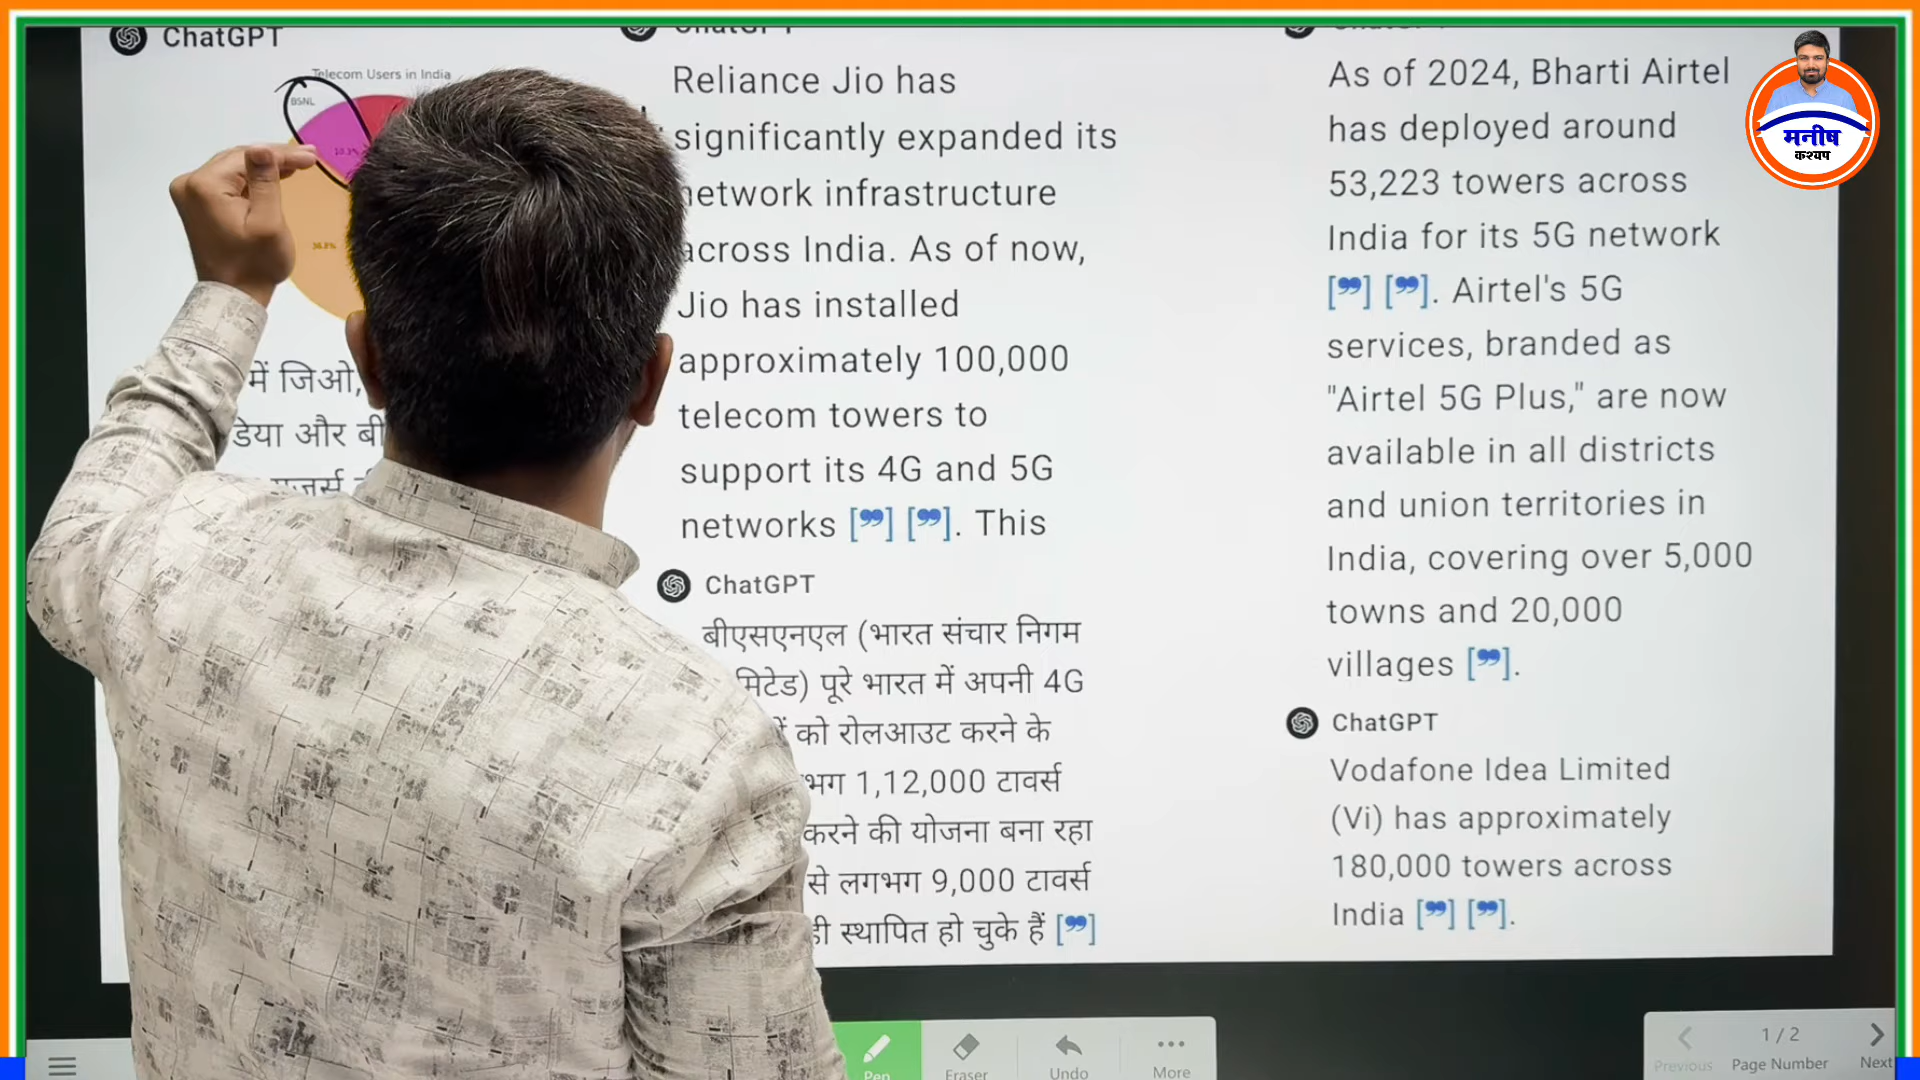 ChatGPT
Telecom Users in India
BSNL
में जिओ,
डिया और
Reliance Jio has
significantly expanded its
network infrastructure
across India. As of now,
Jio has installed
approximately 100,000
telecom towers to
support its 4G and 5G
networks [❞] [❞]. This
ChatGPT
बीएसएनएल (भारत संचार निगम
मिटेड) पूरे भारत में अपनी 4G
को रोलआउट करने के
भग 1,12,000 टावर्स
करने की योजना बना रहा
से लगभग 9,000 टावर्स
ही स्थापित हो चुके हैं [❞]
As of 2024, Bharti Airtel
has deployed around
53,223 towers across
India for its 5G network
[❞] [❞]. Airtel's 5G
services, branded as
"Airtel 5G Plus," are now
available in all districts
and union territories in
India, covering over 5,000
towns and 20,000
villages [❞].
ChatGPT
Vodafone Idea Limited
(Vi) has approximately
180,000 towers across
India [❞] [❞].
मनीष
कश्यप
Pen
Eraser
Undo
More
1 / 2
Previous
Page Number
Next